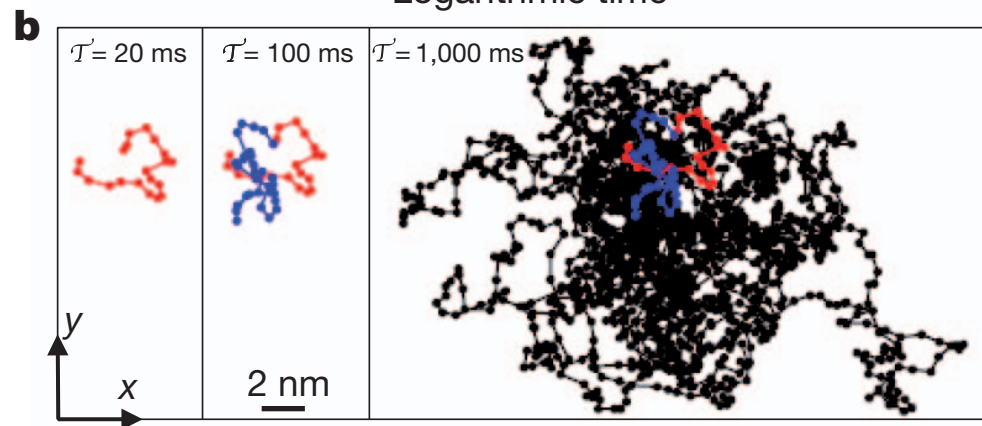 Logarithmic time
b
𝒯= 20 ms
𝒯= 100 ms
𝒯= 1,000 ms
y
x
2 nm